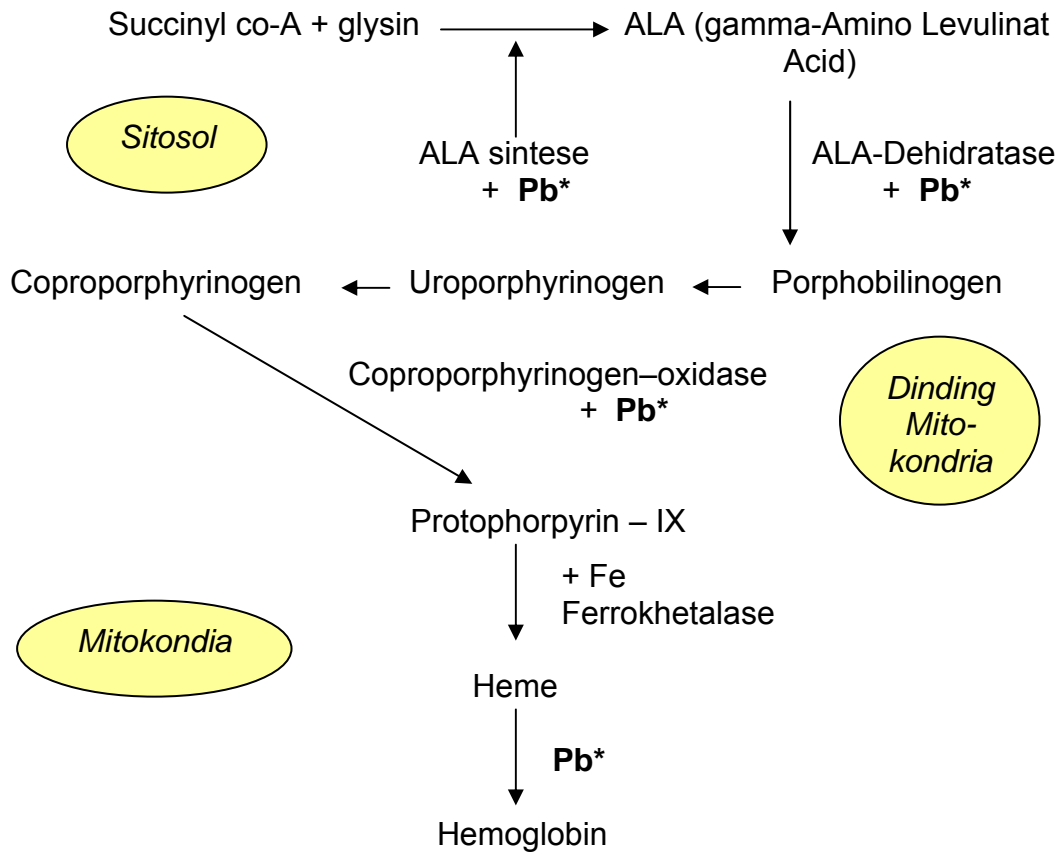 Succinyl co-A + glysin
ALA (gamma-Amino Levulinat
Acid)
Sitosol
ALA sintese
+ Pb*
ALA-Dehidratase
+ Pb*
Coproporphyrinogen
Uroporphyrinogen
Porphobilinogen
Coproporphyrinogen–oxidase
+ Pb*
Dinding
Mito-
kondria
Protophorpyrin – IX
+ Fe
Ferrokhetalase
Mitokondia
Heme
Pb*
Hemoglobin